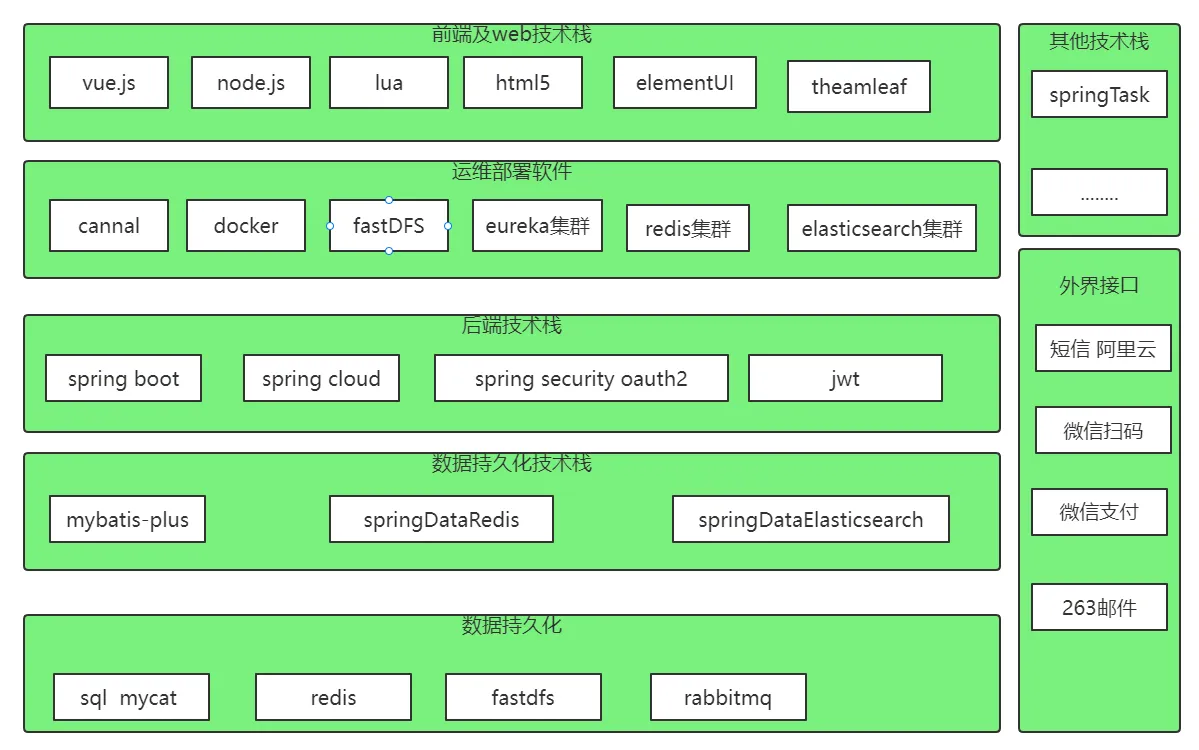 前端及web技术栈
vue.js
node.js
lua
html5
elementUI
theamleaf
运维部署软件
cannal
docker
fastDFS
eureka集群
redis集群
elasticsearch集群
后端技术栈
spring boot
spring cloud
spring security oauth2
jwt
数据持久化技术栈
mybatis-plus
springDataRedis
springDataElasticsearch
数据持久化
sql  mycat
redis
fastdfs
rabbitmq
其他技术栈
springTask
........
外界接口
短信 阿里云
微信扫码
微信支付
263邮件